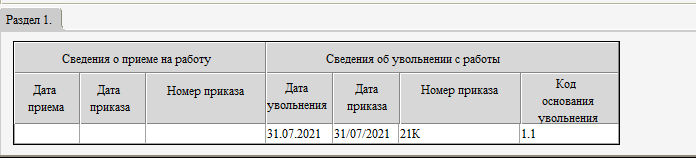 Раздел 1.
Сведения о приеме на работу Сведения об увольнении с работы
Дата приема Дата приказа Номер приказа Дата увольнения Дата приказа Номер приказа Код основания увольнения
31.07.2021 31/07/2021 21К 1.1